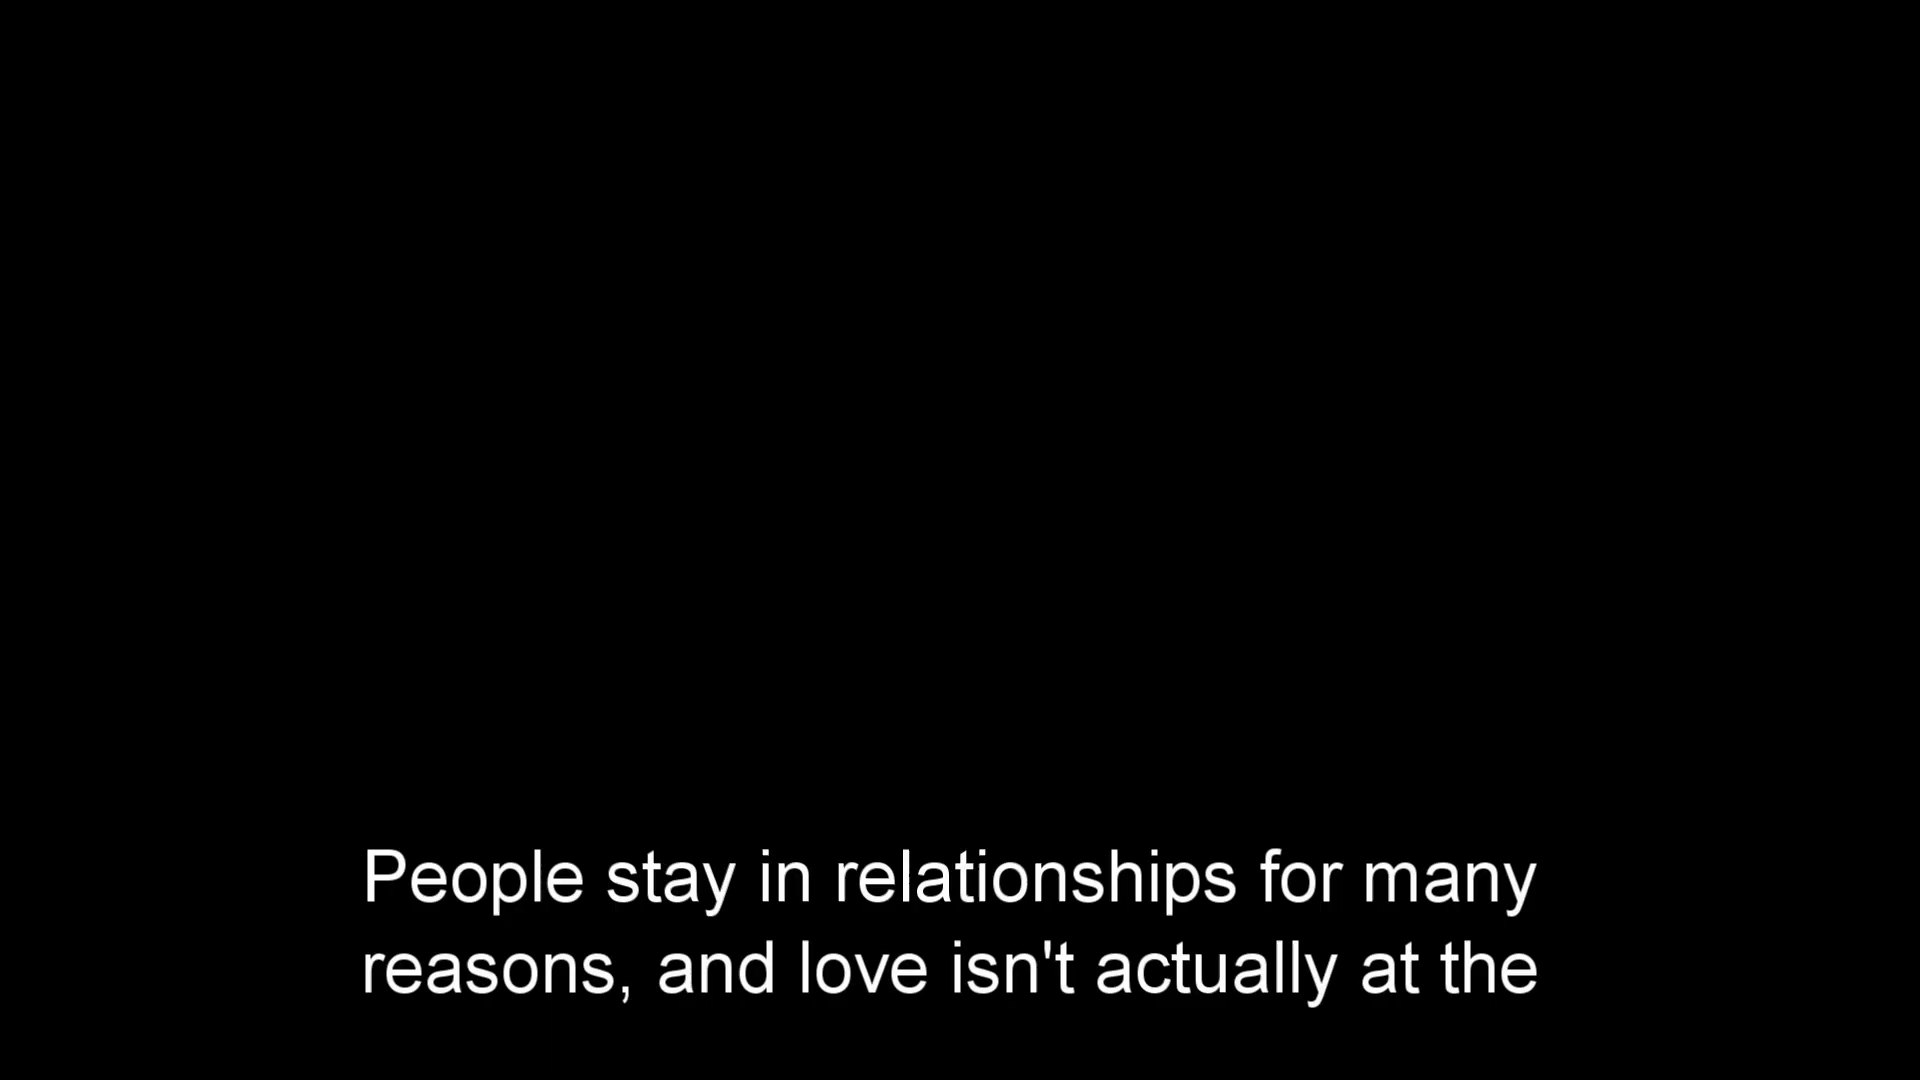 People stay in relationships for many
reasons, and love isn't actually at the